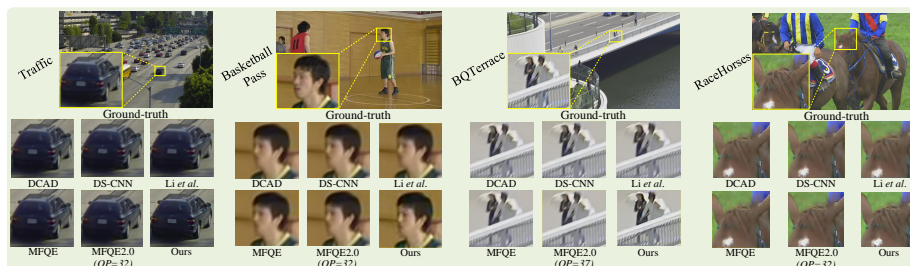 Traffic
Ground-truth
DCAD DS-CNN Li et al.
MFQE MFQE2.0 Ours
(QP=32)
Basketball
Pass
Ground-truth
DCAD DS-CNN Li et al.
MFQE MFQE2.0 Ours
(QP=32)
BQTerrace
Ground-truth
DCAD DS-CNN Li et al.
MFQE MFQE2.0 Ours
(QP=37)
RaceHorses
Ground-truth
DCAD DS-CNN Li et al.
MFQE MFQE2.0 Ours
(QP=32)